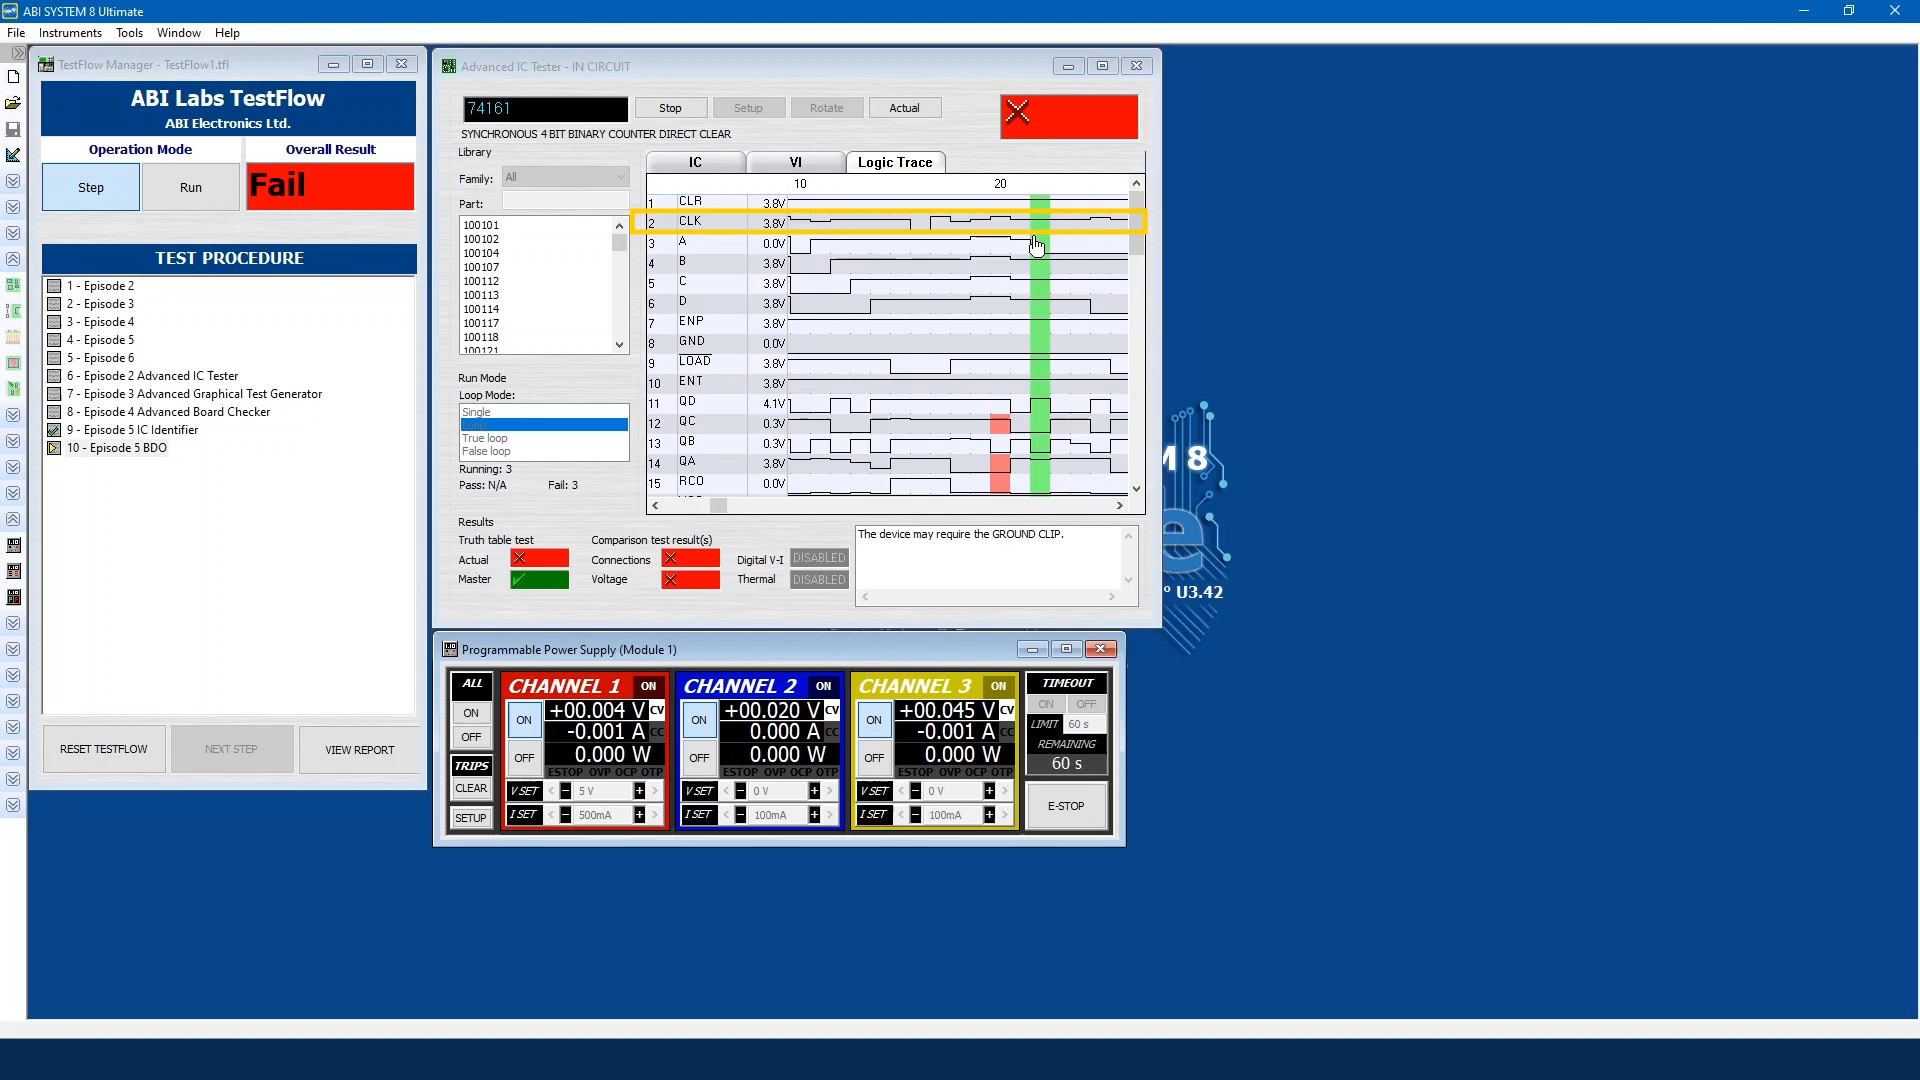 ABI SYSTEM 8 Ultimate
File Instruments Tools Window Help
TestFlow Manager - TestFlow1.tfl
ABI Labs TestFlow
ABI Electronics Ltd.
Operation Mode
Overall Result
Step
Run
Fail
TEST PROCEDURE
1 - Episode 2
2 - Episode 3
3 - Episode 4
4 - Episode 5
5 - Episode 6
6 - Episode 2 Advanced IC Tester
7 - Episode 3 Advanced Graphical Test Generator
8 - Episode 4 Advanced Board Checker
9 - Episode 5 IC Identifier
10 - Episode 5 BDO
RESET TESTFLOW
NEXT STEP
VIEW REPORT
Advanced IC Tester - IN CIRCUIT
74161
Stop
Setup
Rotate
Actual
SYNCHRONOUS 4 BIT BINARY COUNTER DIRECT CLEAR
Library
Family: All
Part:
100101
100102
100104
100107
100112
100113
100114
100117
100118
100121
Run Mode
Loop Mode:
Single
Loop
True loop
False loop
Running: 3
Pass: N/A Fail: 3
IC
VI
Logic Trace
10 20
1 CLR 3.8V
2 CLK 3.8V
3 A 0.0V
4 B 3.8V
5 C 3.8V
6 D 3.8V
7 ENP 3.8V
8 GND 0.0V
9 LOAD 3.8V
10 ENT 3.8V
11 QD 4.1V
12 QC 0.3V
13 QB 0.3V
14 QA 3.8V
15 RCO 0.0V
Results
Truth table test
Actual
Master
Comparison test result(s)
Connections
Voltage
Digital V-I DISABLED
Thermal DISABLED
The device may require the GROUND CLIP.
M 8
e
° U3.42
Programmable Power Supply (Module 1)
ALL
ON
OFF
TRIPS
CLEAR
SETUP
CHANNEL 1 ON
ON
OFF
+00.004 V CV
-0.001 A CC
0.000 W
ESTOP OVP OCP OTP
V SET < - 5 V + >
I SET < - 500mA + >
CHANNEL 2 ON
ON
OFF
+00.020 V CV
0.000 A CC
0.000 W
ESTOP OVP OCP OTP
V SET < - 0 V + >
I SET < - 100mA + >
CHANNEL 3 ON
ON
OFF
+00.045 V CV
-0.001 A CC
0.000 W
ESTOP OVP OCP OTP
V SET < - 0 V + >
I SET < - 100mA + >
TIMEOUT
ON OFF
LIMIT 60 s
REMAINING
60 s
E-STOP